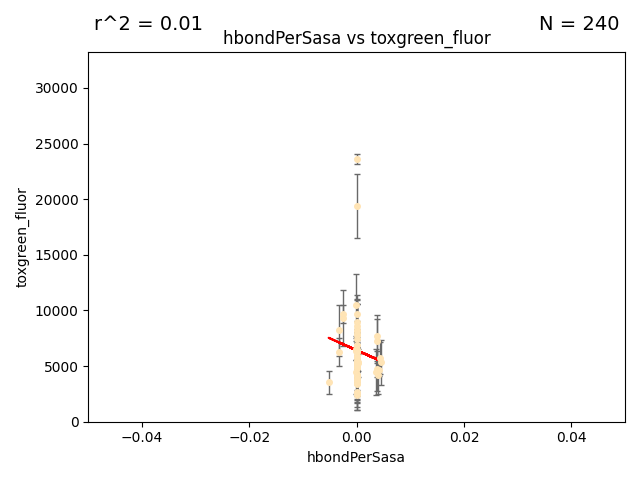 r^2 = 0.01
N = 240
hbondPerSasa vs toxgreen_fluor
30000
25000
20000
15000
10000
5000
0
toxgreen_fluor
−0.04
−0.02
0.00
0.02
0.04
hbondPerSasa